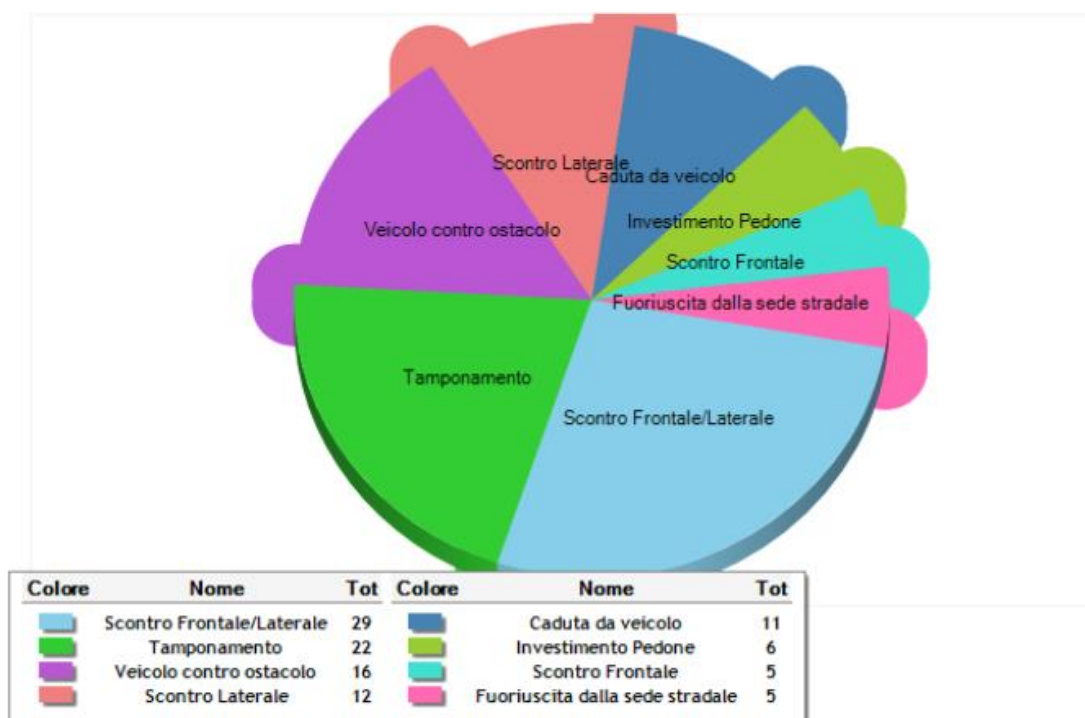 Scontro Laterale
Caduta da veicolo
Investimento Pedone
Veicolo contro ostacolo
Scontro Frontale
Fuoriuscita dalla sede stradale
Tamponamento
Scontro Frontale/Laterale
Colore Nome Tot Colore Nome Tot
Scontro Frontale/Laterale 29 Caduta da veicolo 11
Tamponamento 22 Investimento Pedone 6
Veicolo contro ostacolo 16 Scontro Frontale 5
Scontro Laterale 12 Fuoriuscita dalla sede stradale 5